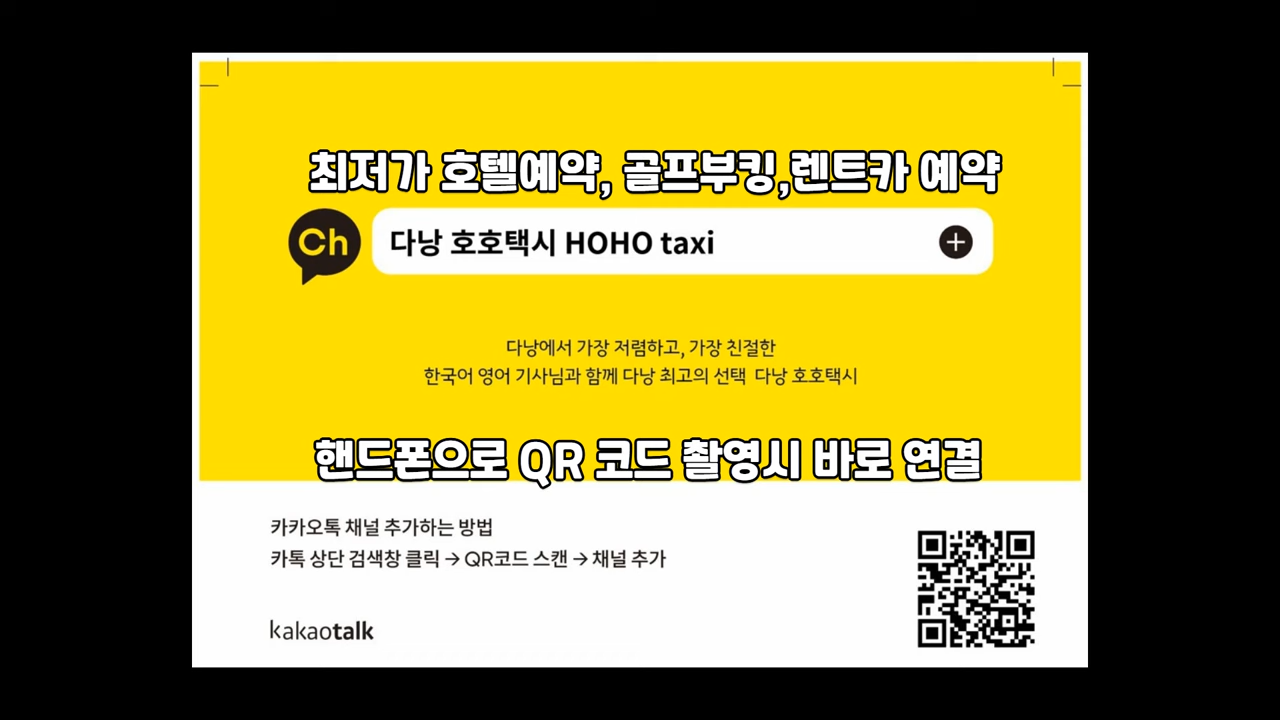 최저가 호텔예약, 골프부킹,렌트카 예약
Ch 다낭 호호택시 HOHO taxi
다낭에서 가장 저렴하고, 가장 친절한
한국어 영어 기사님과 함께 다낭 최고의 선택 다낭 호호택시
핸드폰으로 QR 코드 촬영시 바로 연결
카카오톡 채널 추가하는 방법
카톡 상단 검색창 클릭 → QR코드 스캔 → 채널 추가
kakaotalk